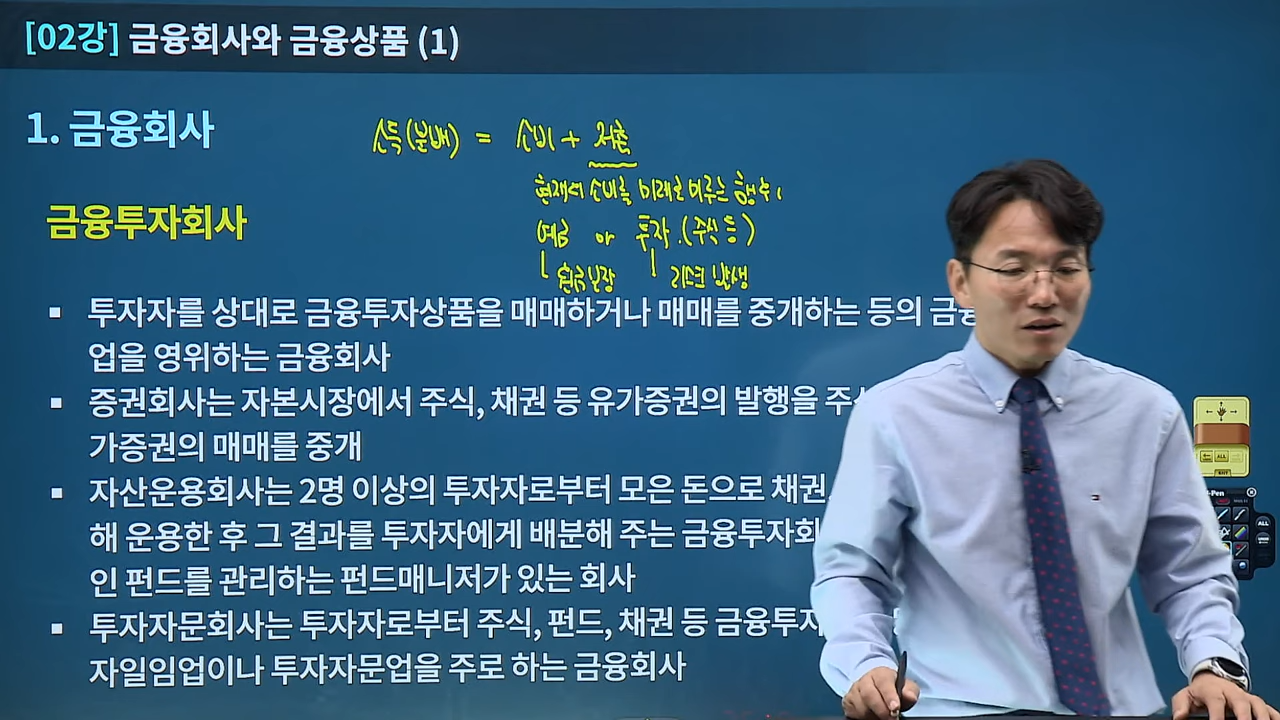 [02강] 금융회사와 금융상품 (1)
1. 금융회사
소득(분배) = 소비 + 저축
현재의 소비를 미래로 미루는 행위
예금 or 투자.(주식 등)
원금보장 리스크 발생
금융투자회사
▪ 투자자를 상대로 금융투자상품을 매매하거나 매매를 중개하는 등의 금융
업을 영위하는 금융회사
▪ 증권회사는 자본시장에서 주식, 채권 등 유가증권의 발행을 주
가증권의 매매를 중개
▪ 자산운용회사는 2명 이상의 투자자로부터 모은 돈으로 채권
해 운용한 후 그 결과를 투자자에게 배분해 주는 금융투자회
인 펀드를 관리하는 펀드매니저가 있는 회사
▪ 투자자문회사는 투자자로부터 주식, 펀드, 채권 등 금융투자
자일임업이나 투자자문업을 주로 하는 금융회사
ALL
-Pen
ALL